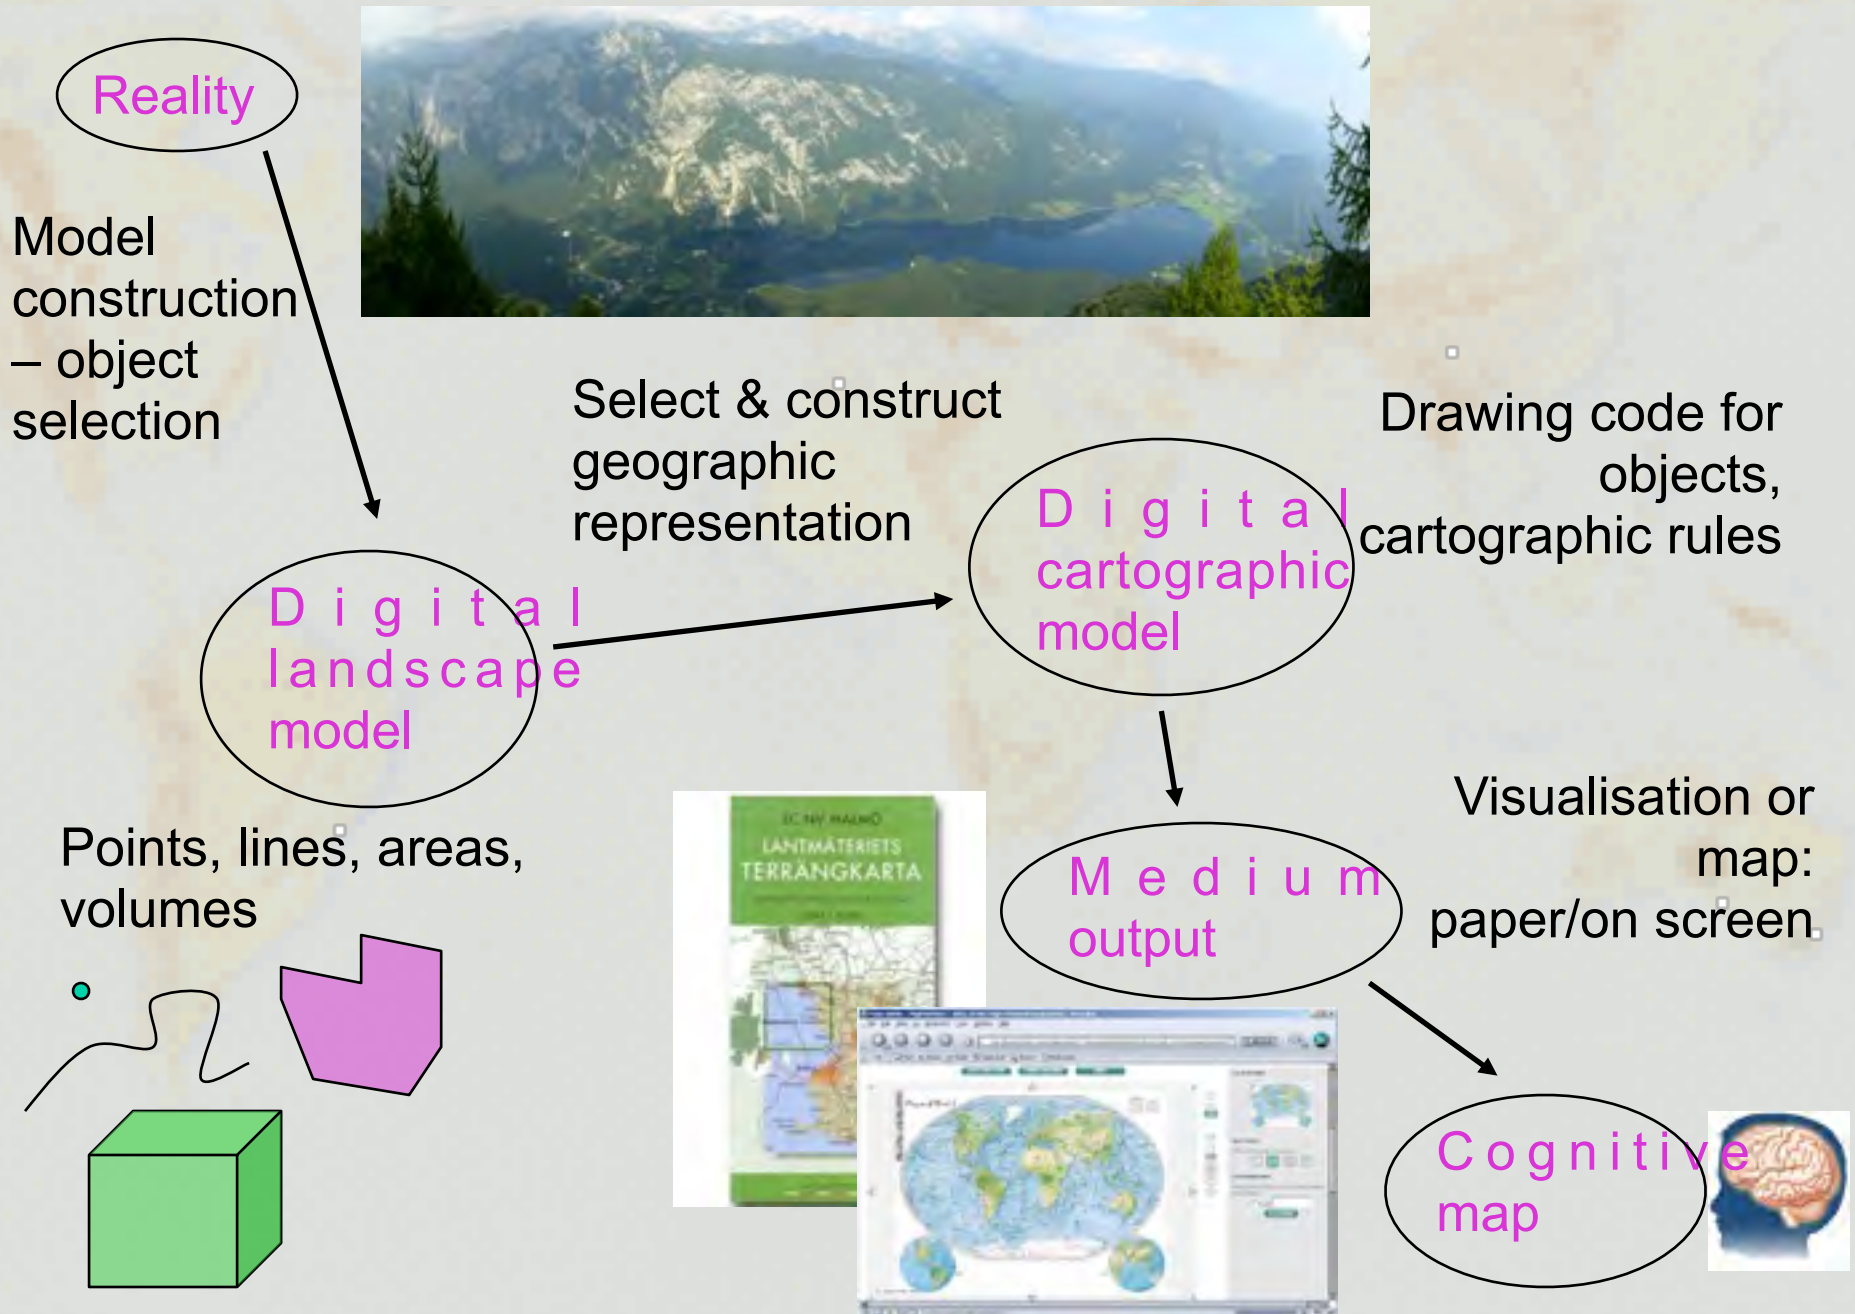 Reality
Model
construction
– object
selection
Select & construct
geographic
representation
Drawing code for
objects,
cartographic rules
Digital
cartographic
model
Digital
landscape
model
Points, lines, areas,
volumes
LANTMÄTERIETS
TERRÄNGKARTA
Visualisation or
map:
paper/on screen
Medium
output
Cognitive
map